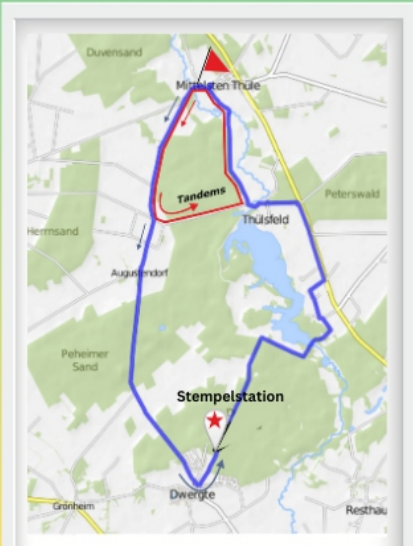 Duvensand
Mittelsten Thüle
Tandems
Peterswald
Thülsfeld
Herrnsand
Augustendorf
Peheimer
Sand
Stempelstation
Dwergte
Grönheim
Resthau